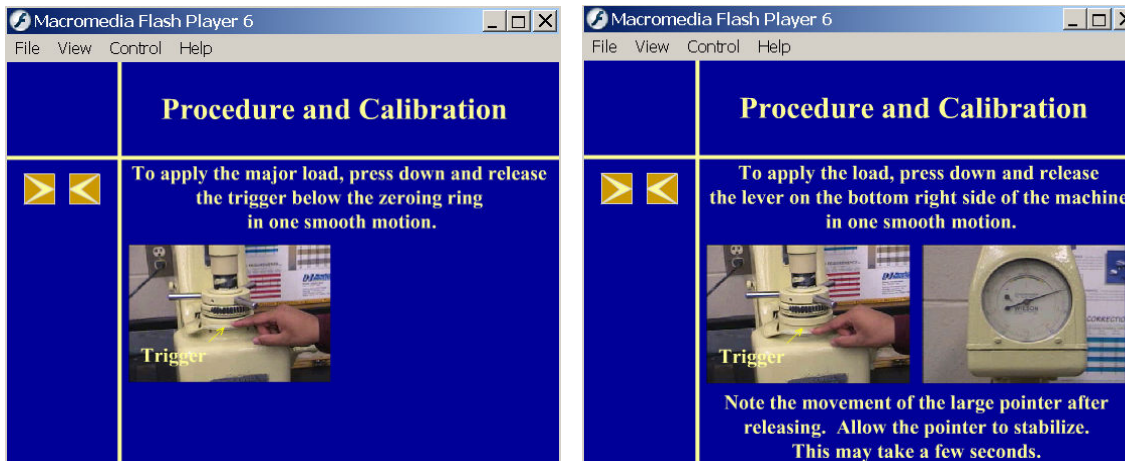 Macromedia Flash Player 6
File View Control Help
Procedure and Calibration
To apply the major load, press down and release
the trigger below the zeroing ring
in one smooth motion.
Trigger
Macromedia Flash Player 6
File View Control Help
Procedure and Calibration
To apply the load, press down and release
the lever on the bottom right side of the machine
in one smooth motion.
Trigger
Note the movement of the large pointer after
releasing. Allow the pointer to stabilize.
This may take a few seconds.